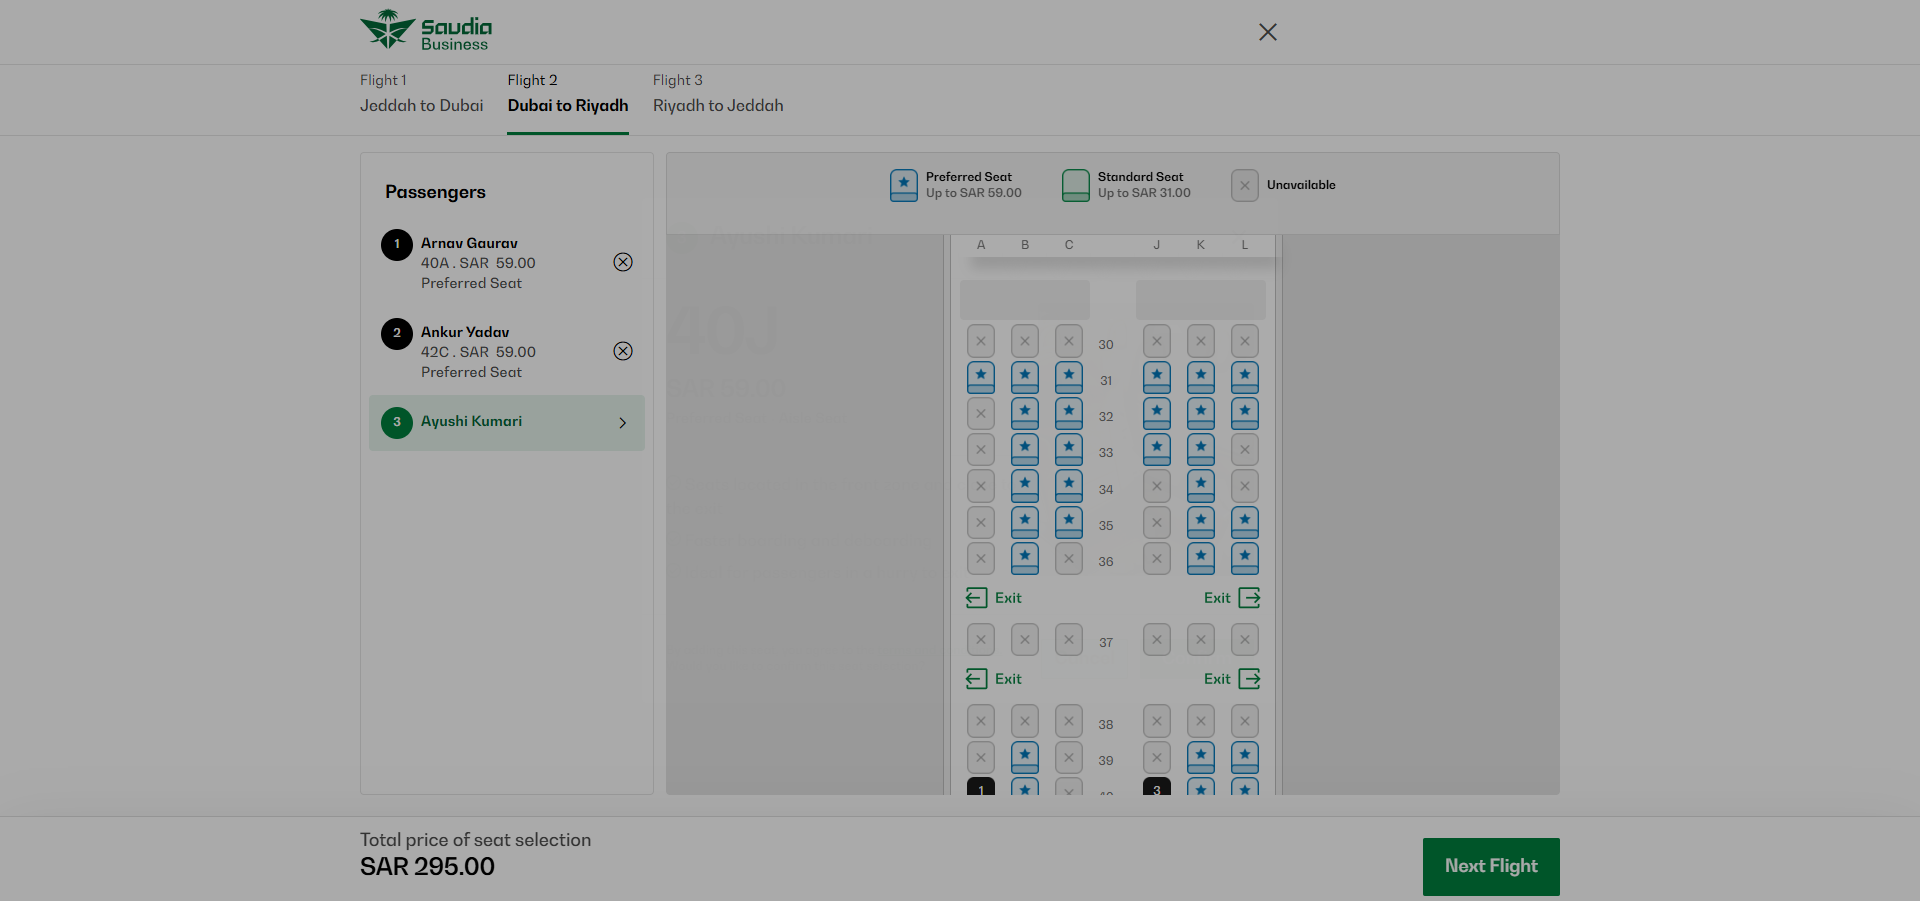 Saudia
Business
Flight 1
Jeddah to Dubai
Flight 2
Dubai to Riyadh
Flight 3
Riyadh to Jeddah
Passengers
1
Arnav Gaurav
40A . SAR 59.00
Preferred Seat
2
Ankur Yadav
42C . SAR 59.00
Preferred Seat
3
Ayushi Kumari
Preferred Seat
Up to SAR 59.00
Standard Seat
Up to SAR 31.00
Unavailable
A B C J K L
40J
SAR 59.00
30
31
32
33
34
35
36
Exit Exit
37
Exit Exit
38
39
1 3
Total price of seat selection
SAR 295.00
Next Flight